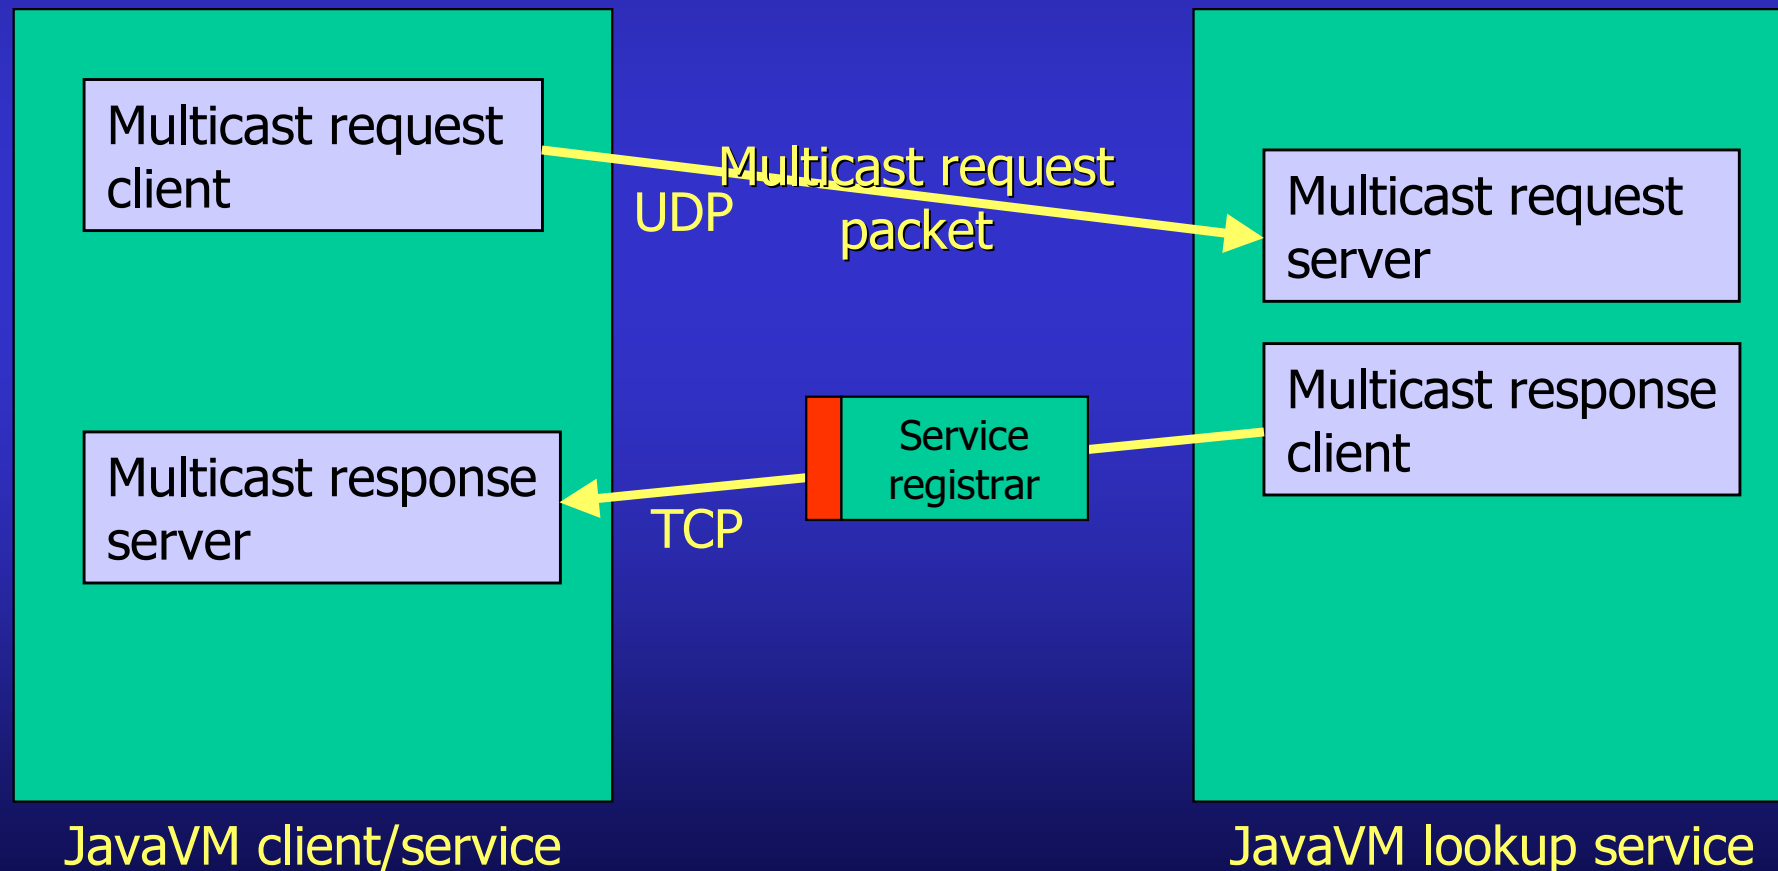 Multicast request
client
UDP
Multicast request
packet
Multicast request
server
Multicast response
client
Service
registrar
Multicast response
server
TCP
JavaVM client/service
JavaVM lookup service